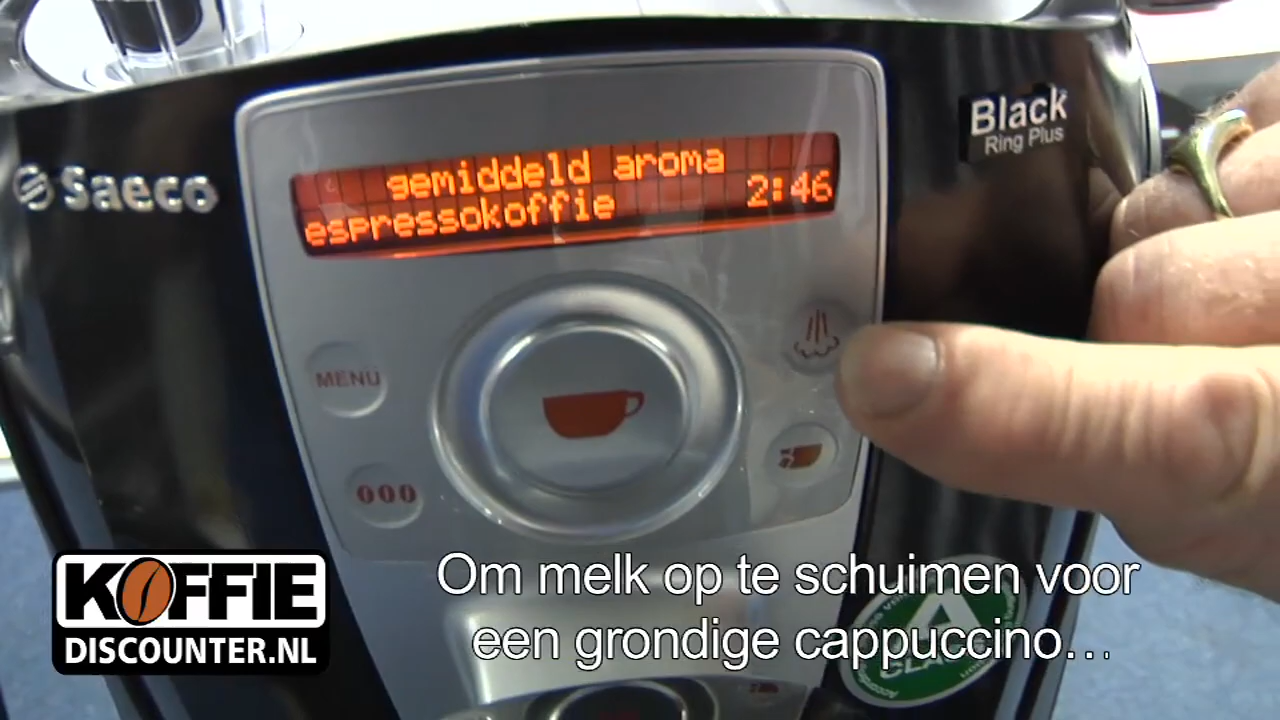 Saeco
gemiddeld aroma
espressokoffie 2:46
Black
Ring Plus
MENU
000
KOFFIE
DISCOUNTER.NL
Om melk op te schuimen voor
een grondige cappuccino...
A